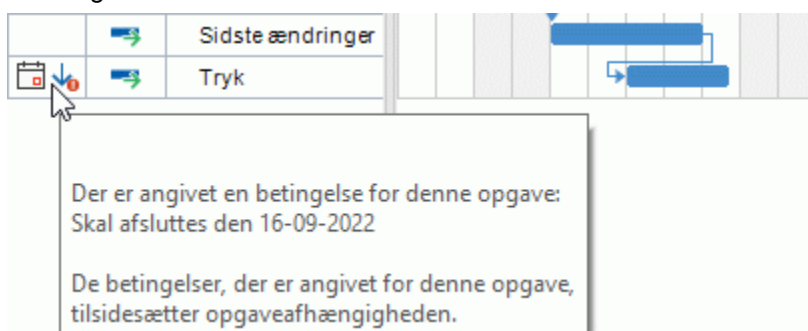 Sidste ændringer
Tryk
Der er angivet en betingelse for denne opgave:
Skal afsluttes den 16-09-2022
De betingelser, der er angivet for denne opgave,
tilsidesætter opgaveafhængigheden.